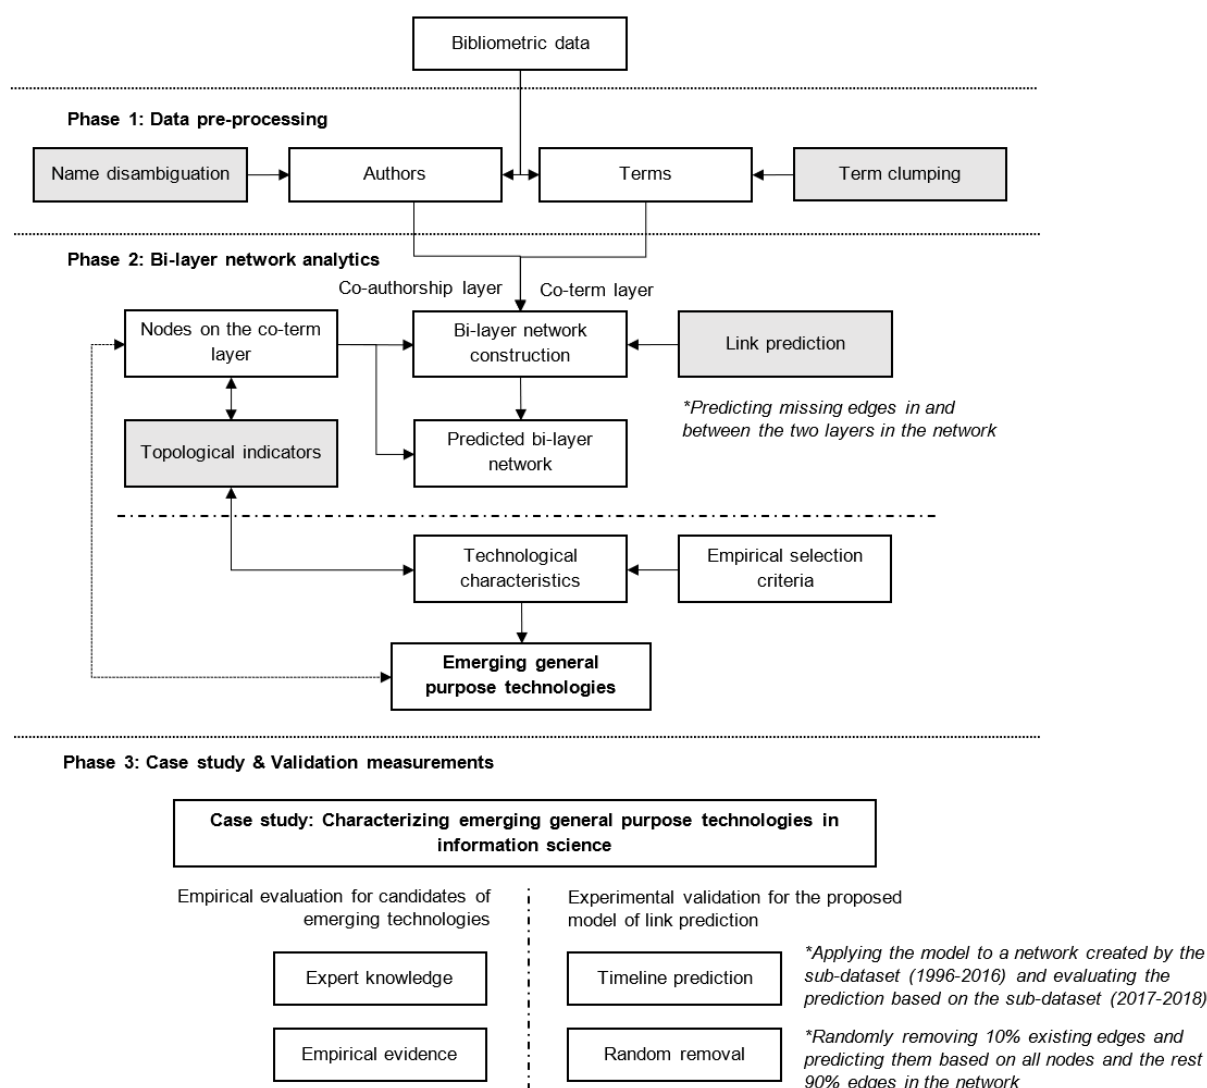 Bibliometric data
Phase 1: Data pre-processing
Name disambiguation
Authors
Terms
Term clumping
Phase 2: Bi-layer network analytics
Co-authorship layer
Co-term layer
Nodes on the co-term
layer
Bi-layer network
construction
Link prediction
*Predicting missing edges in and
between the two layers in the network
Topological indicators
Predicted bi-layer
network
Technological
characteristics
Empirical selection
criteria
Emerging general
purpose technologies
Phase 3: Case study & Validation measurements
Case study: Characterizing emerging general purpose technologies in
information science
Empirical evaluation for candidates of
emerging technologies
Experimental validation for the proposed
model of link prediction
Expert knowledge
Timeline prediction
*Applying the model to a network created by the
sub-dataset (1996-2016) and evaluating the
prediction based on the sub-dataset (2017-2018)
Empirical evidence
Random removal
*Randomly removing 10% existing edges and
predicting them based on all nodes and the rest
90% edges in the network